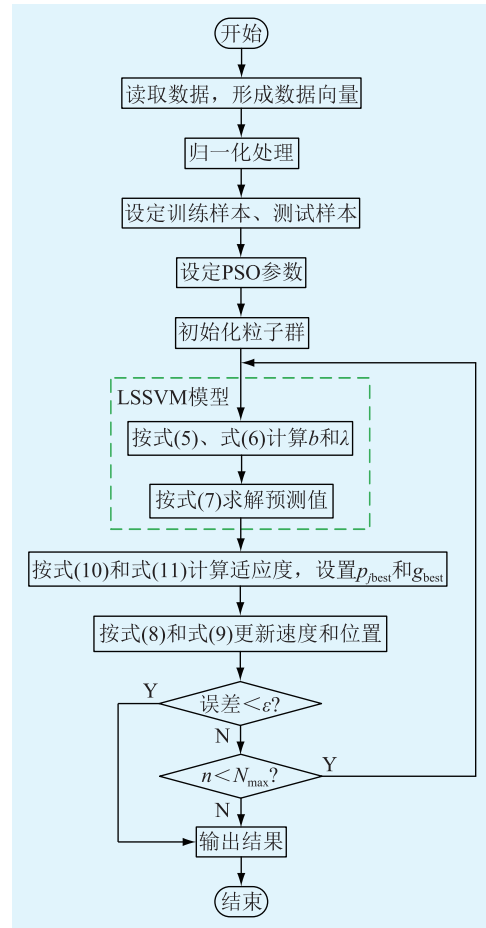 开始
读取数据，形成数据向量
归一化处理
设定训练样本、测试样本
设定PSO参数
初始化粒子群
LSSVM模型
按式(5)、式(6)计算b和λ
按式(7)求解预测值
按式(10)和式(11)计算适应度，设置pjbest和gbest
按式(8)和式(9)更新速度和位置
Y
误差＜ε?
N
n＜Nmax?
Y
N
输出结果
结束